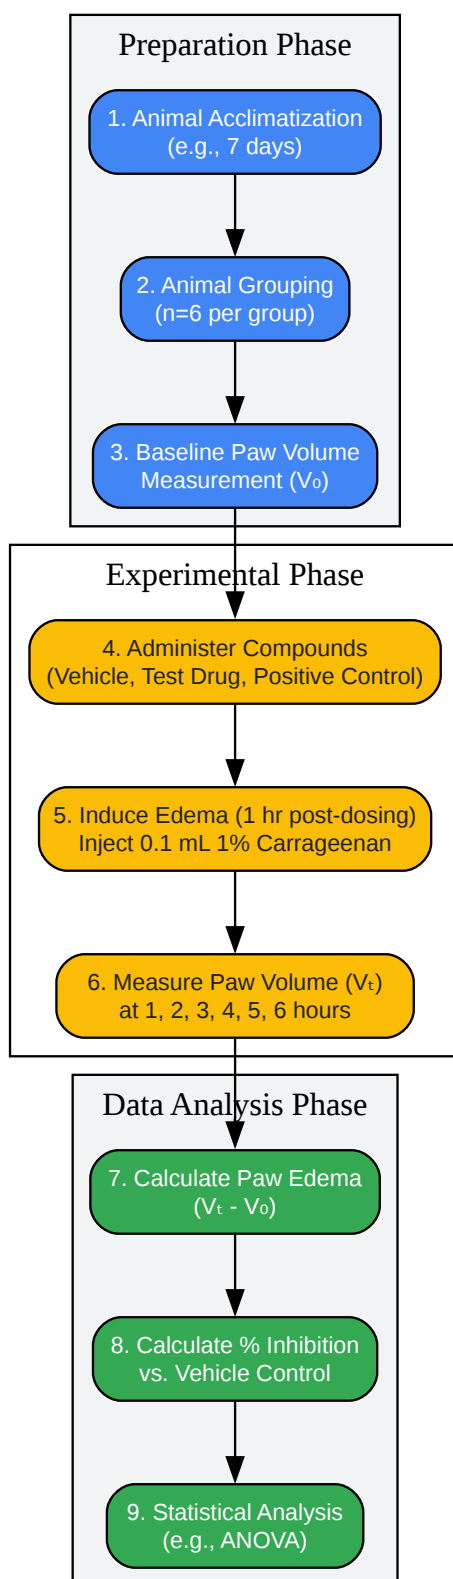 Preparation Phase
1. Animal Acclimatization
(e.g., 7 days)
2. Animal Grouping
(n=6 per group)
3. Baseline Paw Volume
Measurement (V₀)
Experimental Phase
4. Administer Compounds
(Vehicle, Test Drug, Positive Control)
5. Induce Edema (1 hr post-dosing)
Inject 0.1 mL 1% Carrageenan
6. Measure Paw Volume (Vₜ)
at 1, 2, 3, 4, 5, 6 hours
Data Analysis Phase
7. Calculate Paw Edema
(Vₜ - V₀)
8. Calculate % Inhibition
vs. Vehicle Control
9. Statistical Analysis
(e.g., ANOVA)